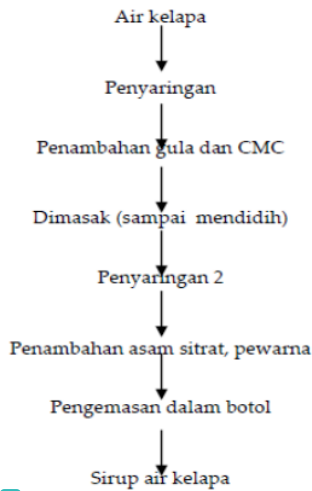 Air kelapa
Penyaringan
Penambahan gula dan CMC
Dimasak (sampai mendidih)
Penyaringan 2
Penambahan asam sitrat, pewarna
Pengemasan dalam botol
Sirup air kelapa